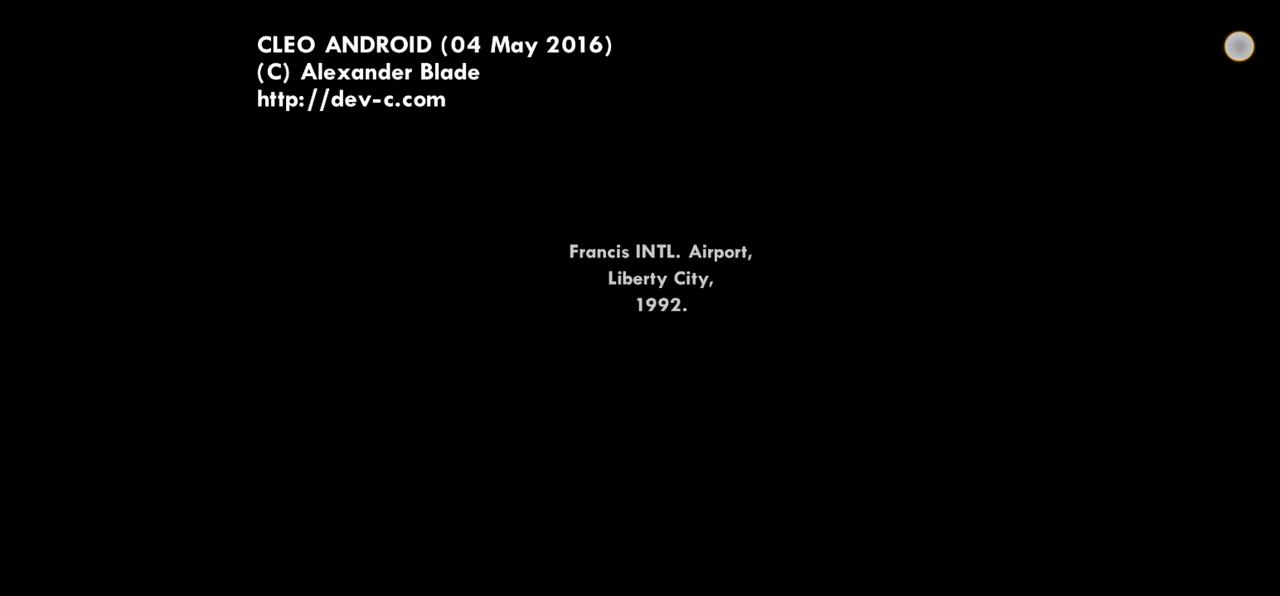 CLEO ANDROID (04 May 2016)
(C) Alexander Blade
http://dev-c.com
Francis INTL. Airport,
Liberty City,
1992.